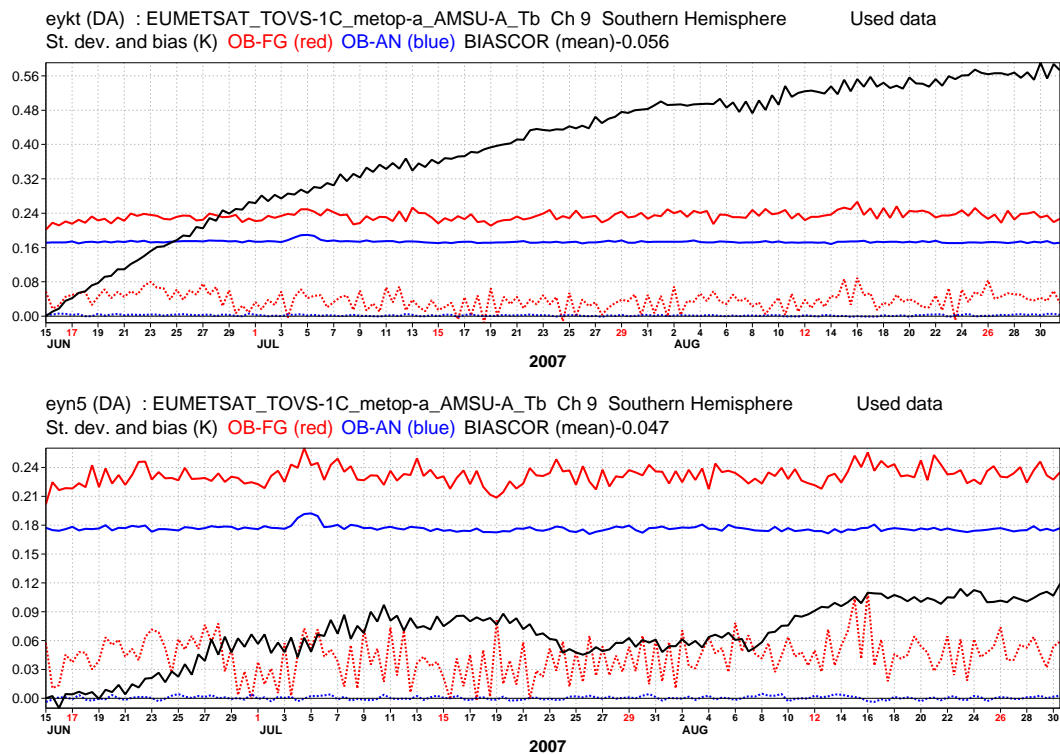 eykt (DA) : EUMETSAT_TOVS-1C_metop-a_AMSU-A_Tb Ch 9 Southern Hemisphere Used data
St. dev. and bias (K) OB-FG (red) OB-AN (blue) BIASCOR (mean)-0.056
0.56
0.48
0.40
0.32
0.24
0.16
0.08
0.00
15 17 19 21 23 25 27 29 1 3 5 7 9 11 13 15 17 19 21 23 25 27 29 31 2 4 6 8 10 12 14 16 18 20 22 24 26 28 30
JUN JUL AUG
2007
eyn5 (DA) : EUMETSAT_TOVS-1C_metop-a_AMSU-A_Tb Ch 9 Southern Hemisphere Used data
St. dev. and bias (K) OB-FG (red) OB-AN (blue) BIASCOR (mean)-0.047
0.24
0.21
0.18
0.15
0.12
0.09
0.06
0.03
0.00
15 17 19 21 23 25 27 29 1 3 5 7 9 11 13 15 17 19 21 23 25 27 29 31 2 4 6 8 10 12 14 16 18 20 22 24 26 28 30
JUN JUL AUG
2007